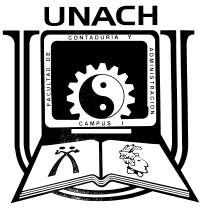 UNACH
FACULTAD DE
CONTADURIA Y
ADMINISTRACION
CAMPUS I